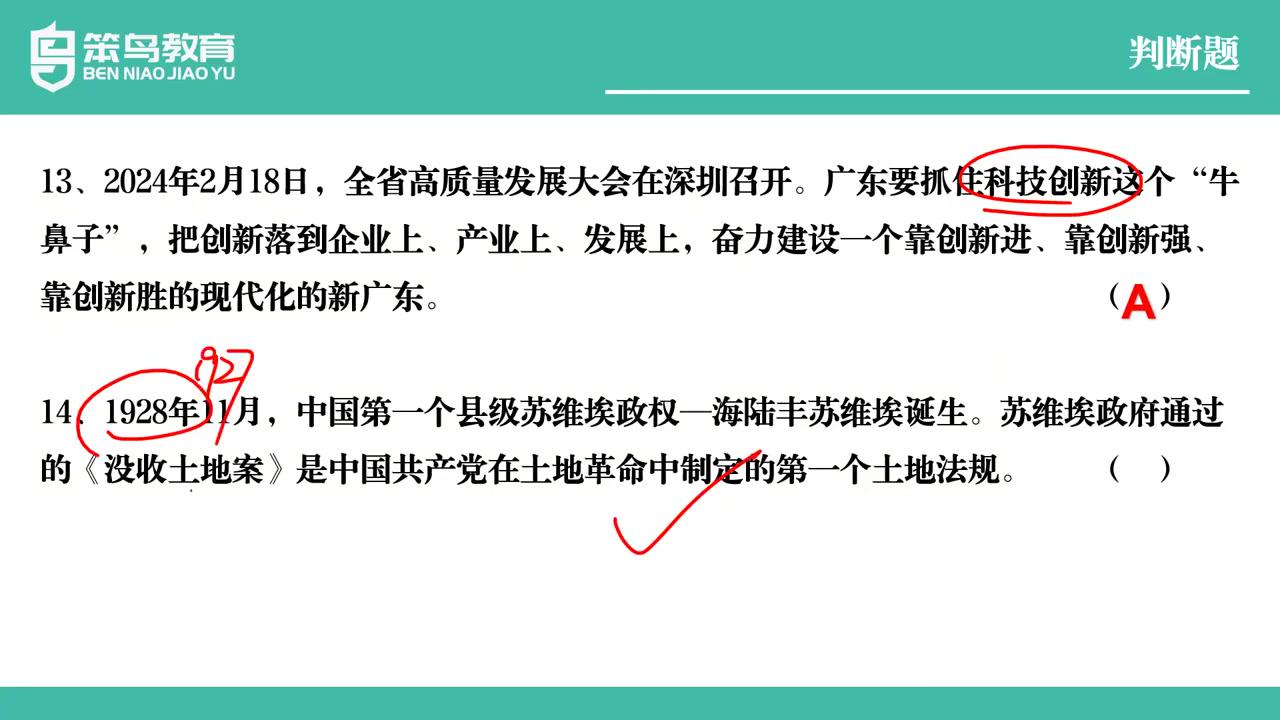 笨鸟教育
BEN NIAO JIAO YU
判断题
13、2024年2月18日，全省高质量发展大会在深圳召开。广东要抓住科技创新这个“牛
鼻子”，把创新落到企业上、产业上、发展上，奋力建设一个靠创新进、靠创新强、
靠创新胜的现代化的新广东。 （A）
1927
14、1928年11月，中国第一个县级苏维埃政权—海陆丰苏维埃诞生。苏维埃政府通过
的《没收土地案》是中国共产党在土地革命中制定的第一个土地法规。 （ ）